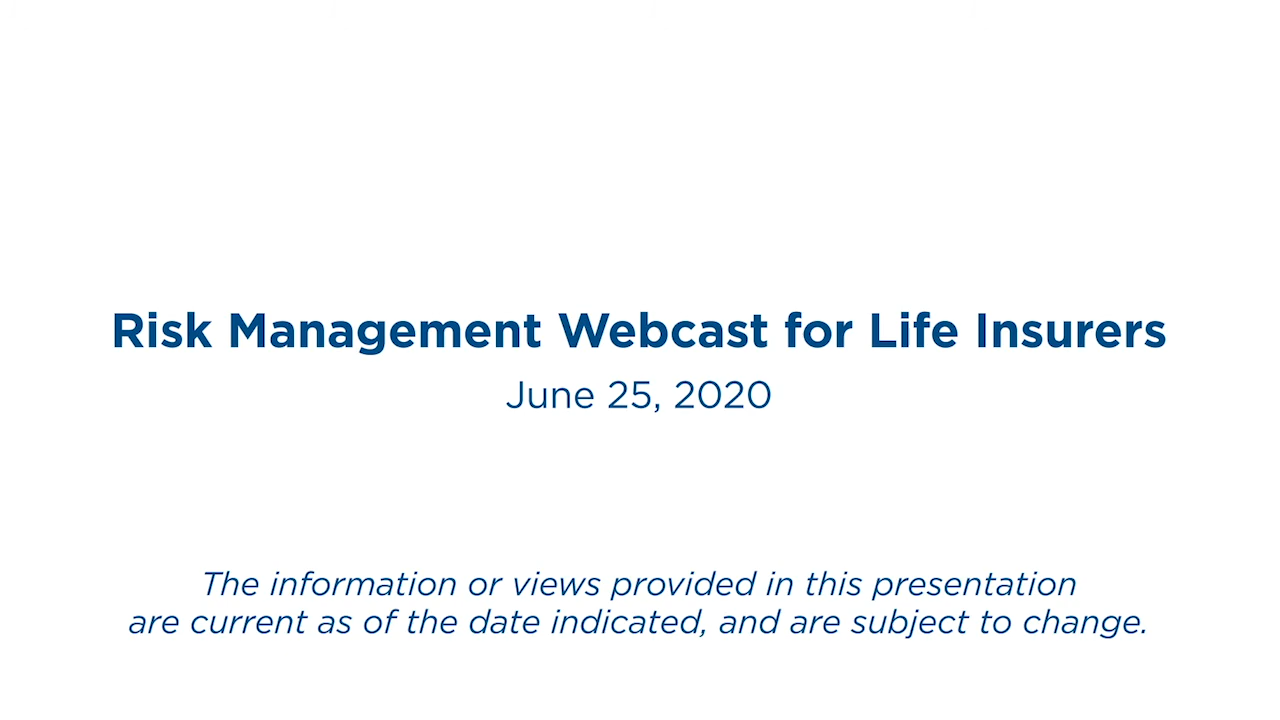 Risk Management Webcast for Life Insurers
June 25, 2020
The information or views provided in this presentation
are current as of the date indicated, and are subject to change.